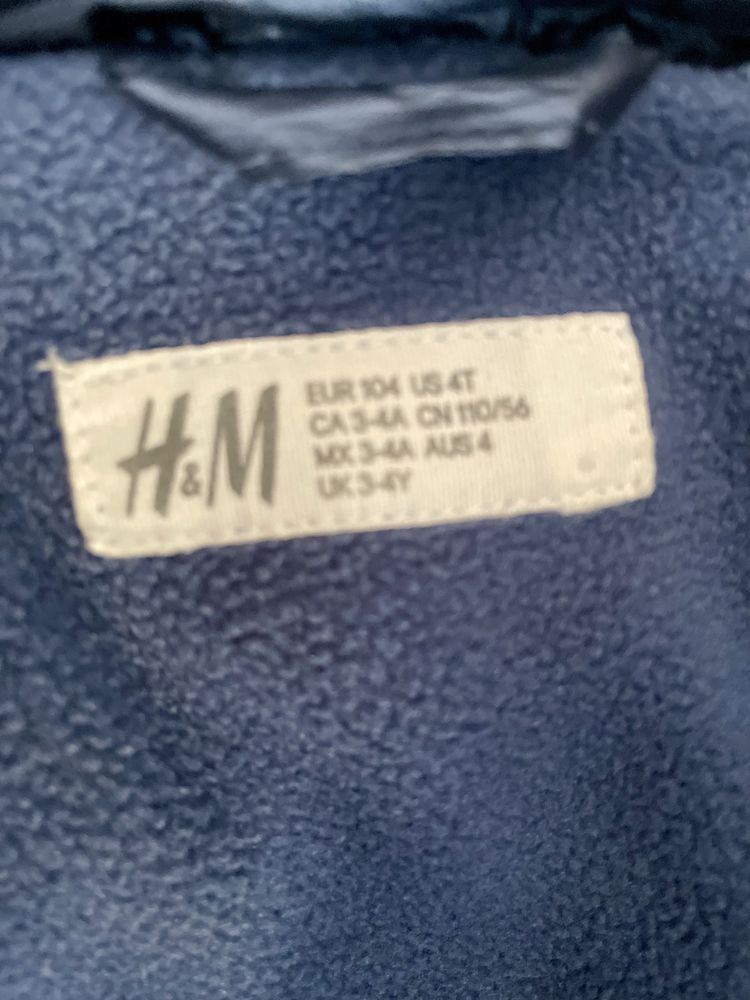 H&M
EUR 104 US 4T
CA 3-4A CN 110/56
MX 3-4A AUS 4
UK 3-4Y